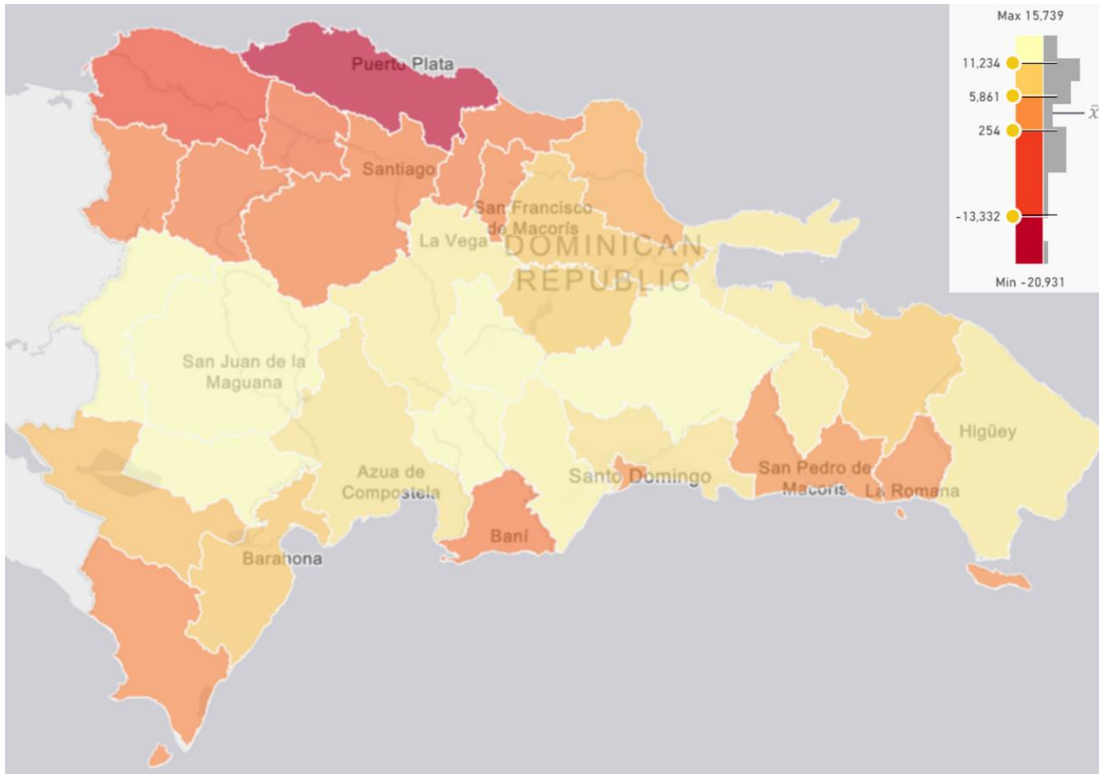 Max 15,739
11,234
5,861
x̄
254
-13,332
Min -20,931
Puerto Plata
Santiago
San Francisco
de Macorís
La Vega
DOMINICAN
REPUBLIC
San Juan de la
Maguana
Higüey
Azua de
Compostela
Santo Domingo
San Pedro de
Macorís
La Romana
Baní
Barahona